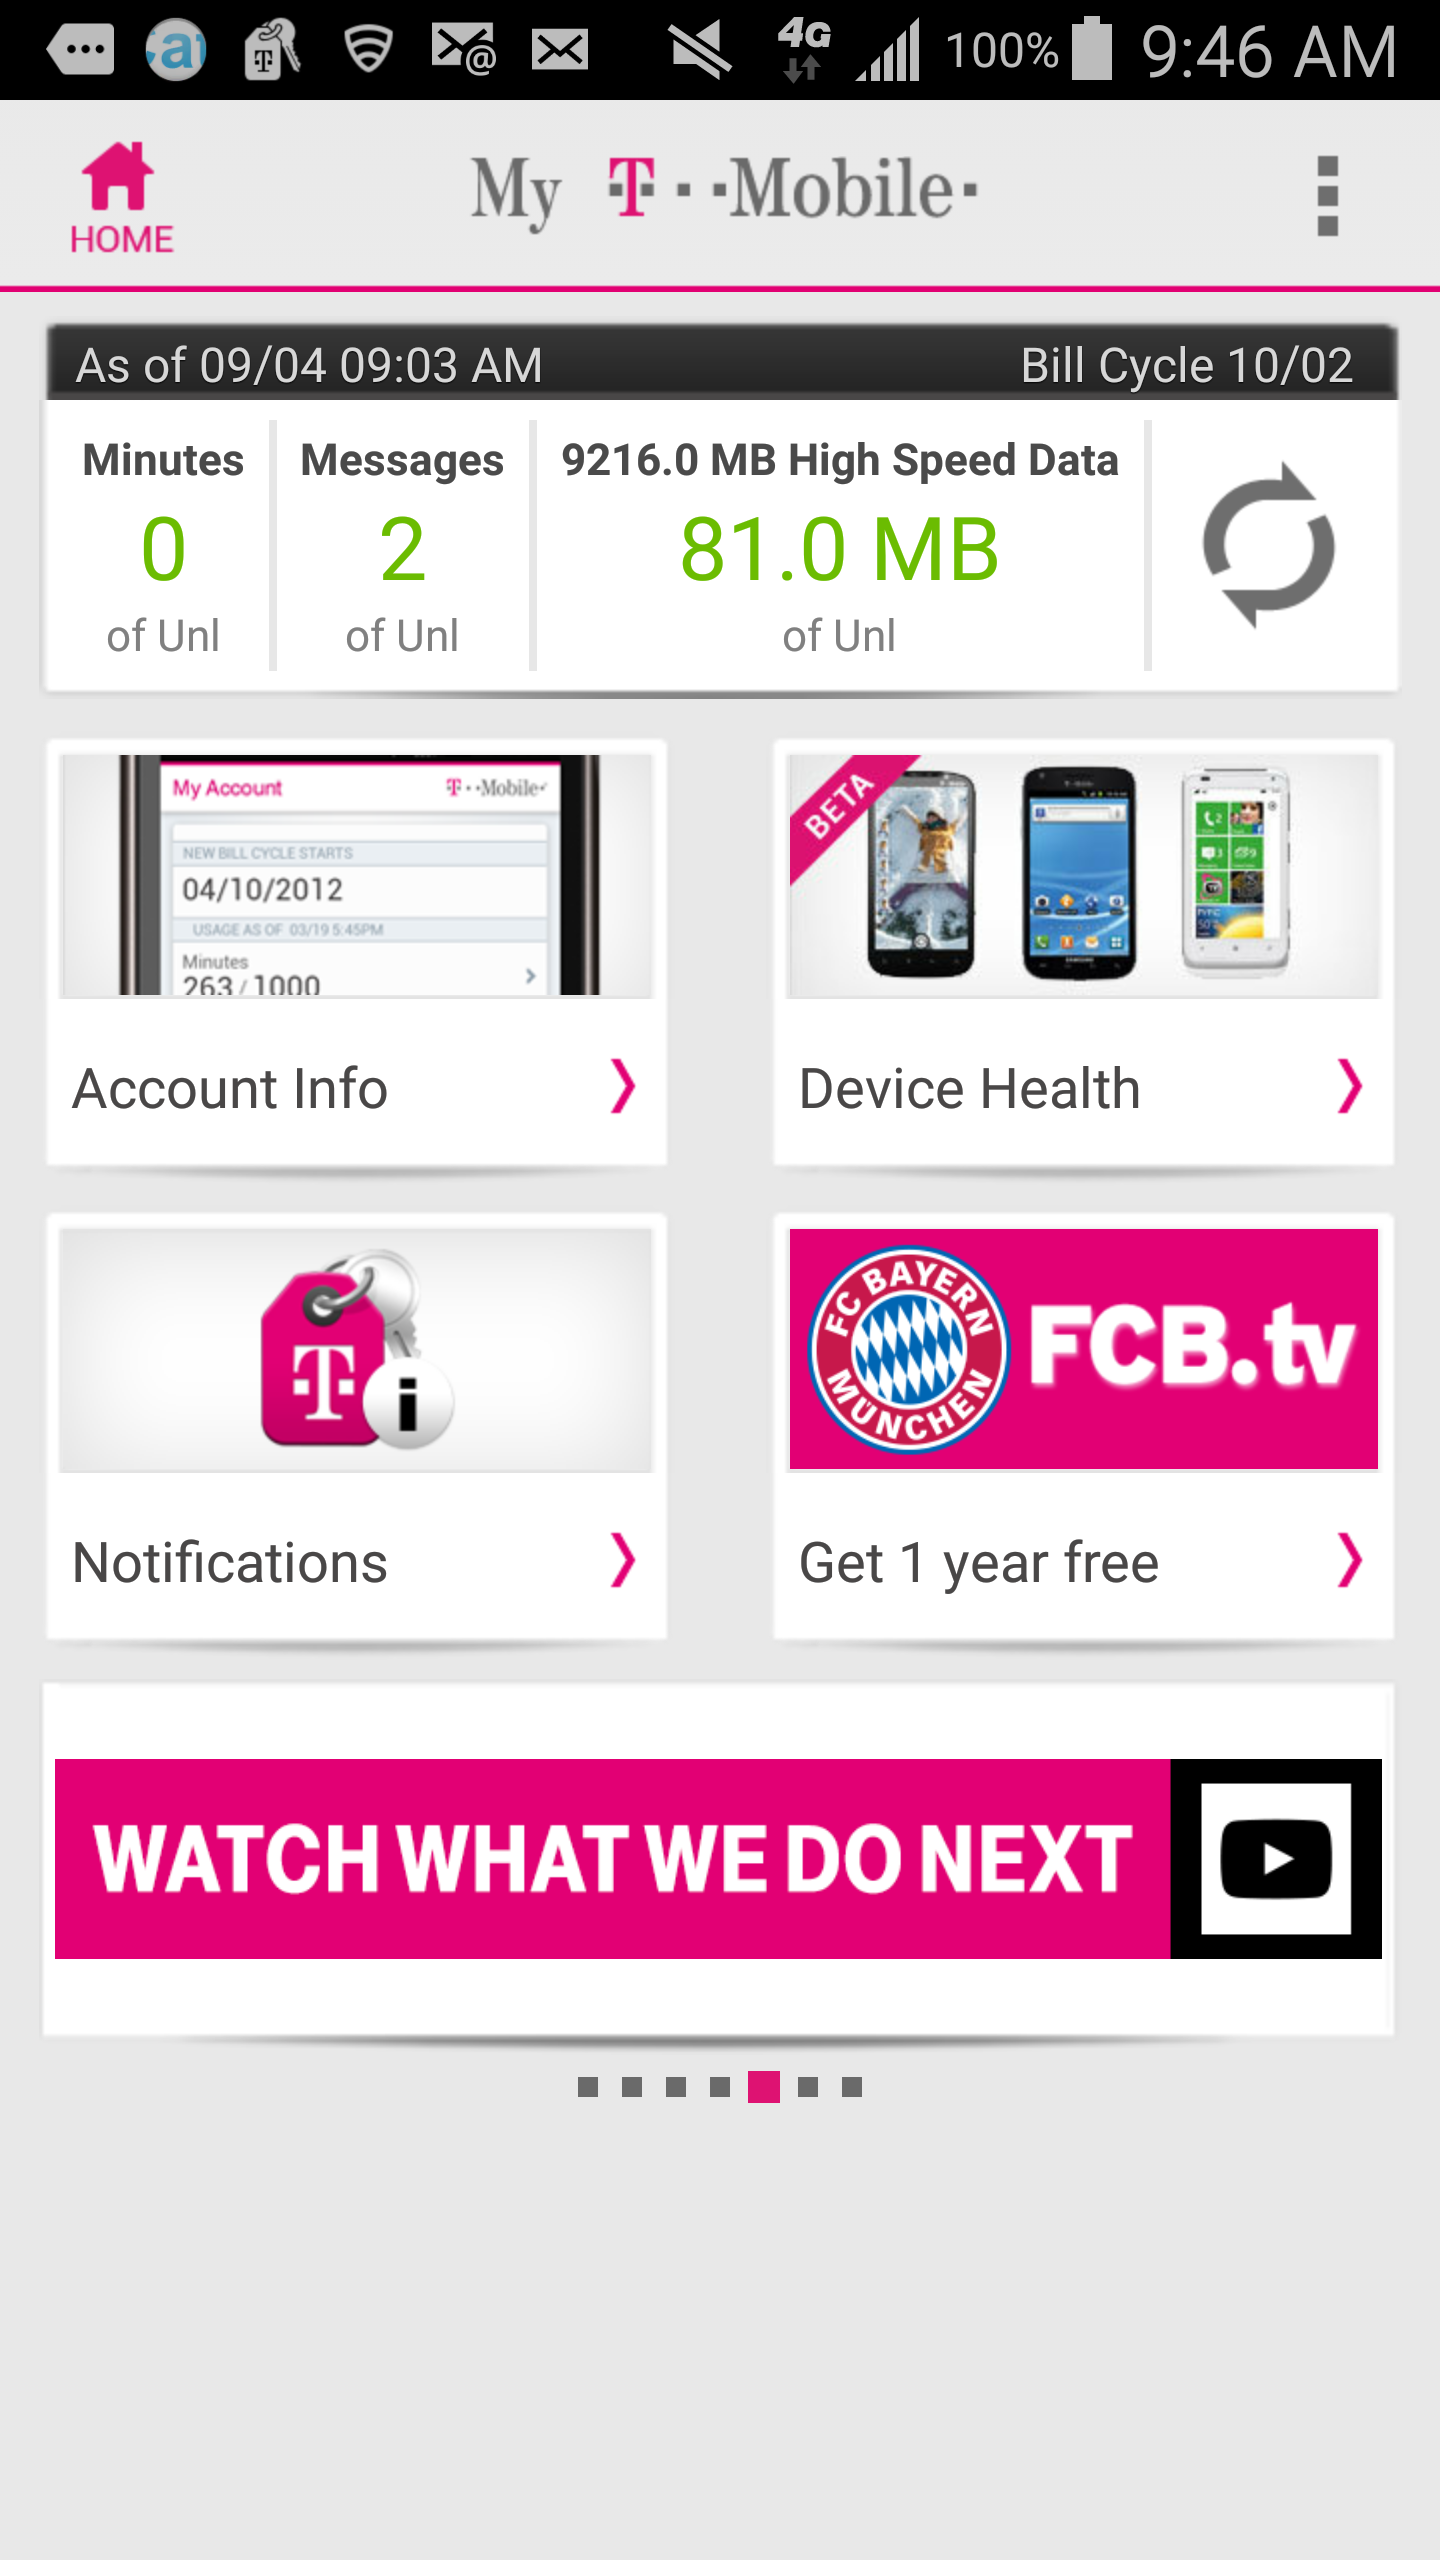 100% 9:46 AM
4G
at
T
@
HOME
My T··Mobile·
As of 09/04 09:03 AM
Bill Cycle 10/02
Minutes
0
of Unl
Messages
2
of Unl
9216.0 MB High Speed Data
81.0 MB
of Unl
My Account
T··Mobile·
NEW BILL CYCLE STARTS
04/10/2012
USAGE AS OF 03/19 5:45PM
Minutes
263 / 1000
Account Info
BETA
Device Health
T
i
Notifications
FC BAYERN
MÜNCHEN
FCB.tv
Get 1 year free
WATCH WHAT WE DO NEXT